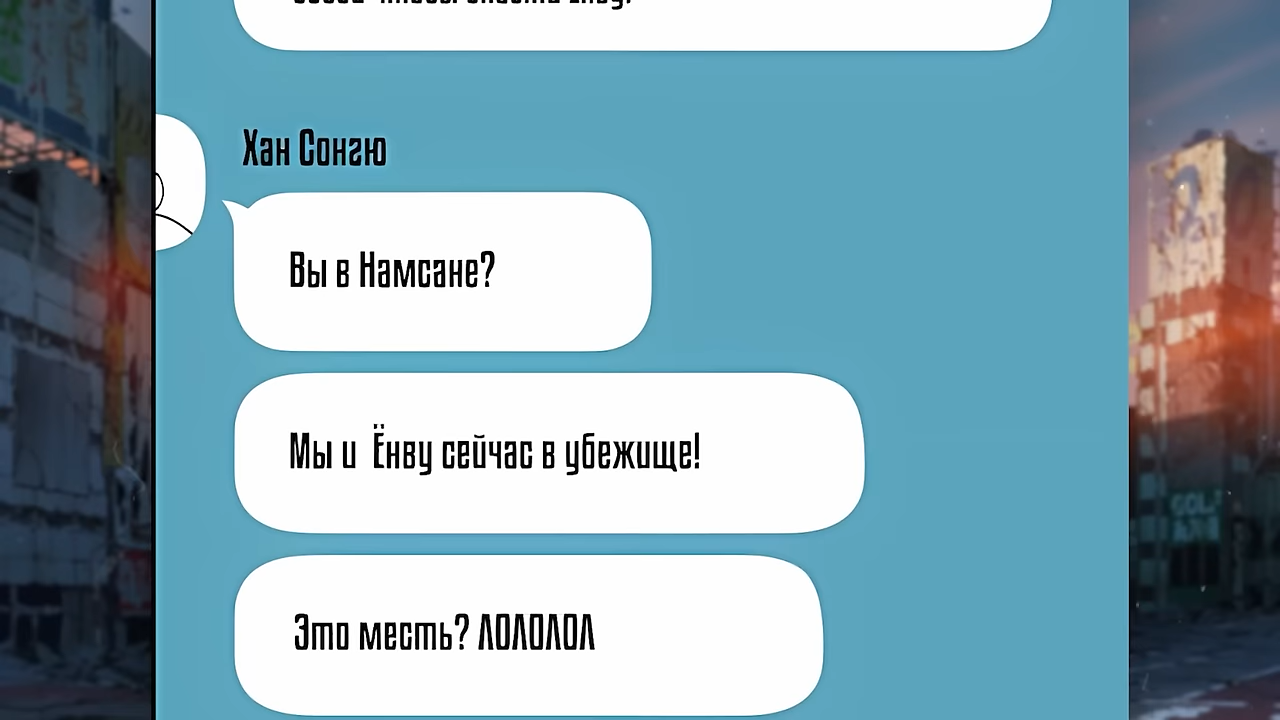 Хан Сонгю
Вы в Намсане?
Мы и Ёнву сейчас в убежище!
Это месть? ЛОЛОЛОЛ